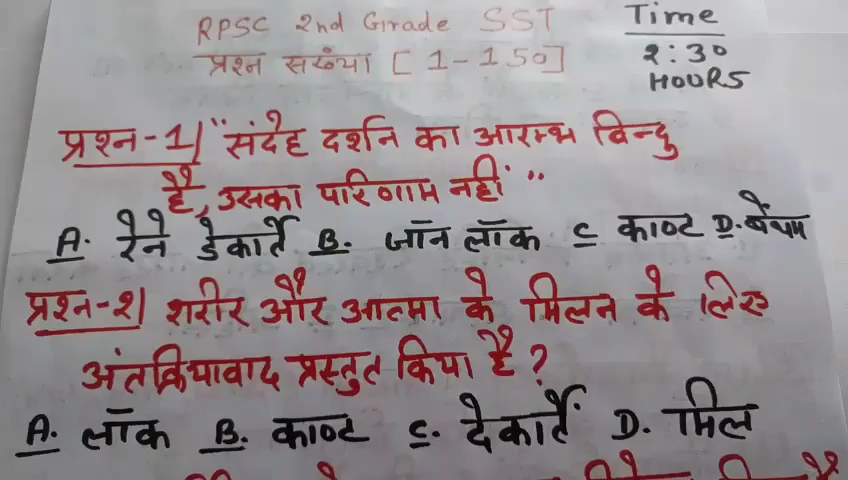 RPSC 2nd Grade SST
Time
प्रश्न संख्या [1-150]
2:30
HOURS
प्रश्न-1| "संदेह दर्शन का आरम्भ बिन्दु
है, उसका परिणाम नहीं"
A. रेने डेकार्ते B. जॉन लॉक C काण्ट D. बेंथम
प्रश्न-2| शरीर और आत्मा के मिलन के लिए
अंतक्रियावाद प्रस्तुत किया है?
A. लॉक B. काण्ट C. देकार्ते D. मिल